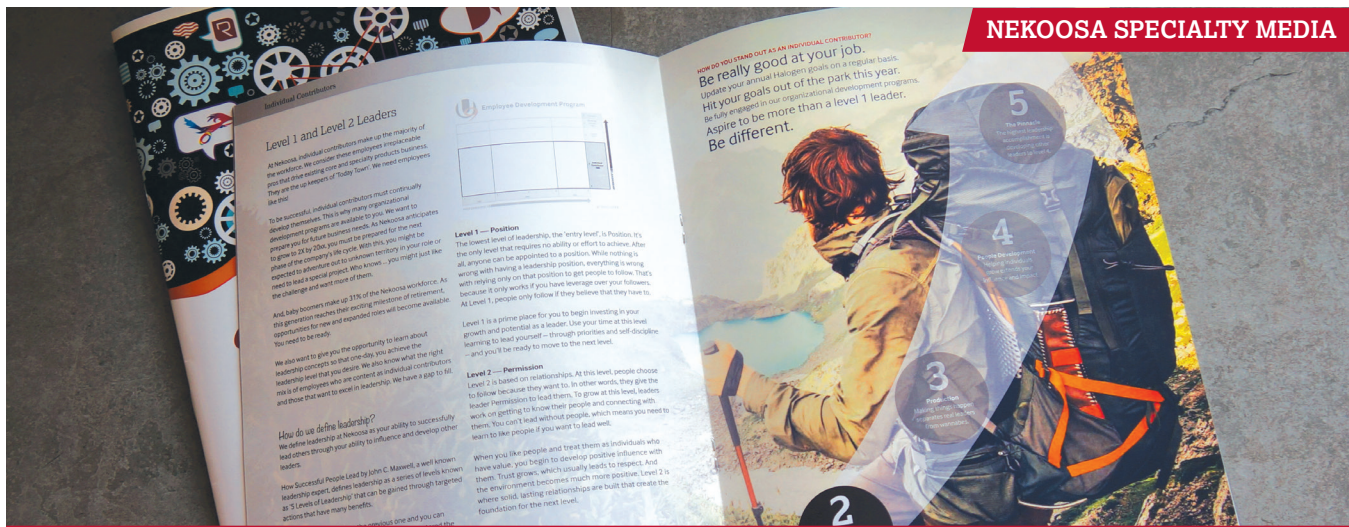 NEKOOSA SPECIALTY MEDIA
Individual Contributors
Level 1 and Level 2 Leaders
At Nekoosa, individual contributors make up the majority of
the workforce. We consider these employees irreplaceable
pros that drive existing core and specialty products business.
They are the up keepers of 'Today Town'. We need employees
like this!
To be successful, individual contributors must continually
develop themselves. This is why many organizational
development programs are available to you. We want to
prepare you for future business needs. As Nekoosa anticipates
to grow to 2X by 20xx, you must be prepared for the next
phase of the company's life cycle. With this, you might be
expected to adventure out to unknown territory in your role or
need to lead a special project. Who knows ... you might just like
the challenge and want more of them.
And, baby boomers make up 31% of the Nekoosa workforce. As
this generation reaches their exciting milestone of retirement,
opportunities for new and expanded roles will become available.
You need to be ready.
We also want to give you the opportunity to learn about
leadership concepts so that one-day, you achieve the
leadership level that you desire. We also know what the right
mix is of employees who are content as individual contributors
and those that want to excel in leadership. We have a gap to fill.
How do we define leadership?
We define leadership at Nekoosa as your ability to successfully
lead others through your ability to influence and develop other
leaders.
How Successful People Lead by John C. Maxwell, a well known
leadership expert, defines leadership as a series of levels known
as '5 Levels of Leadership' that can be gained through targeted
actions that have many benefits.
previous one and you can
Employee Development Program
Level 1 — Position
The lowest level of leadership, the 'entry level', is Position. It's
the only level that requires no ability or effort to achieve. After
all, anyone can be appointed to a position. While nothing is
wrong with having a leadership position, everything is wrong
with relying only on that position to get people to follow. That's
because it only works if you have leverage over your followers.
At Level 1, people only follow if they believe that they have to.
Level 1 is a prime place for you to begin investing in your
growth and potential as a leader. Use your time at this level
learning to lead yourself – through priorities and self-discipline
– and you'll be ready to move to the next level.
Level 2 — Permission
Level 2 is based on relationships. At this level, people choose
to follow because they want to. In other words, they give the
leader Permission to lead them. To grow at this level, leaders
work on getting to know their people and connecting with
them. You can't lead without people, which means you need to
learn to like people if you want to lead well.
When you like people and treat them as individuals who
have value, you begin to develop positive influence with
them. Trust grows, which usually leads to respect. And
the environment becomes much more positive. Level 2 is
where solid, lasting relationships are built that create the
foundation for the next level.
HOW DO YOU STAND OUT AS AN INDIVIDUAL CONTRIBUTOR?
Be really good at your job.
Update your annual Halogen goals on a regular basis.
Hit your goals out of the park this year.
Be fully engaged in our organizational development programs.
Aspire to be more than a level 1 leader.
Be different.
5
The Pinnacle
4
People Development
3
Production
Making things happen
separates real leaders
from wannabes.
2